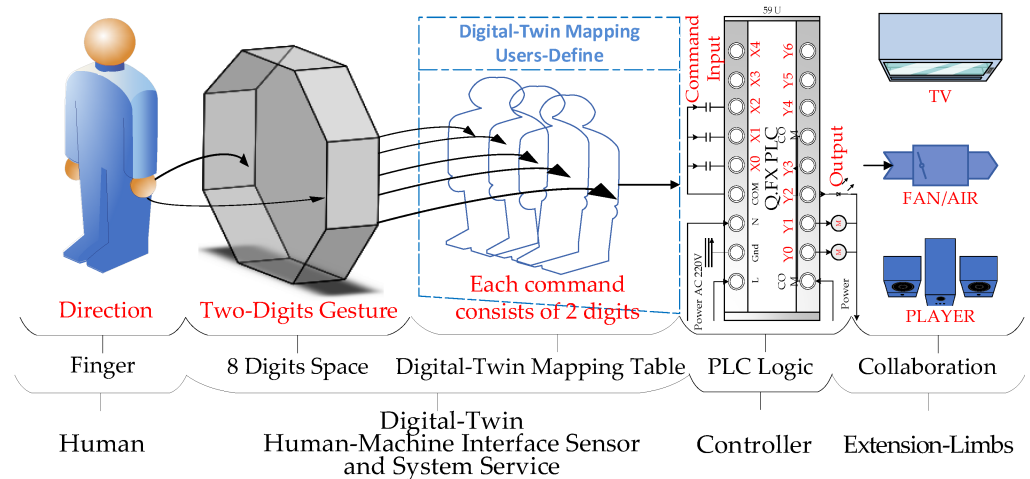 Digital-Twin Mapping
Users-Define
Direction
Two-Digits Gesture
Each command
consists of 2 digits
Command
Input
59 U
X4
X3
X2
X1
X0
COM
N
Gnd
L
Q.FX PLC
Y6
Y5
Y4
CO
M
Y3
Y2
Y1
Y0
CO
M
Output
M
M
Power AC 220V
Power
TV
FAN/AIR
PLAYER
Finger
8 Digits Space
Digital-Twin Mapping Table
PLC Logic
Collaboration
Human
Digital-Twin
Human-Machine Interface Sensor
and System Service
Controller
Extension-Limbs